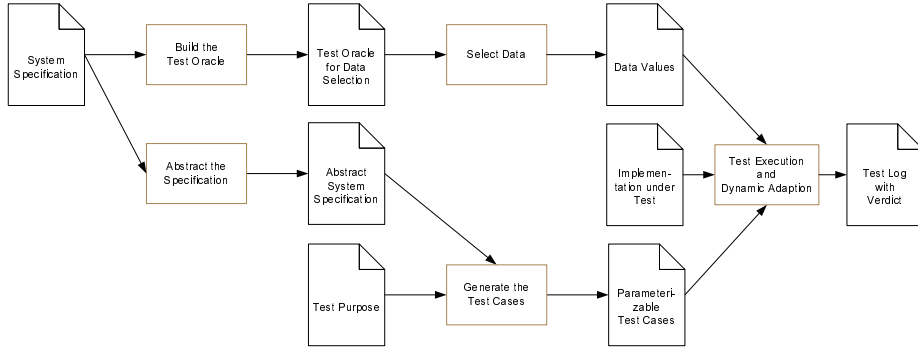 System
Specification
Build the
Test Oracle
Test Oracle
for Data
Selection
Select Data
Data Values
Abstract the
Specification
Abstract
System
Specification
Implemen-
tation under
Test
Test Execution
and
Dynamic Adaption
Test Log
with
Verdict
Test Purpose
Generate the
Test Cases
Parameteri-
zable
Test Cases